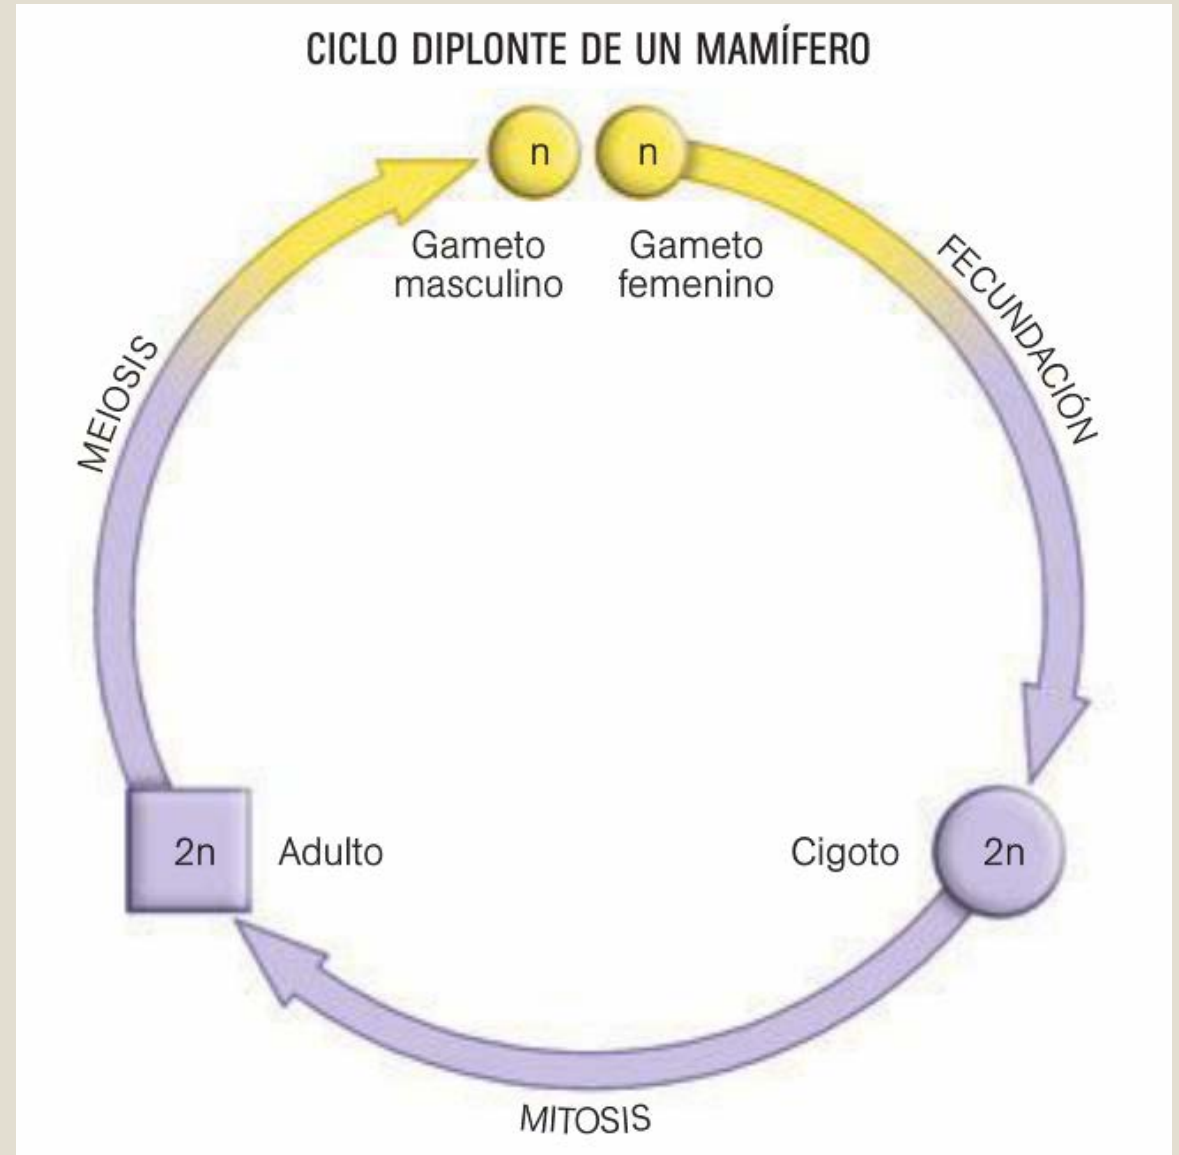 CICLO DIPLONTE DE UN MAMÍFERO
n
n
Gameto
masculino
Gameto
femenino
FECUNDACIÓN
MEIOSIS
2n
Adulto
Cigoto
2n
MITOSIS